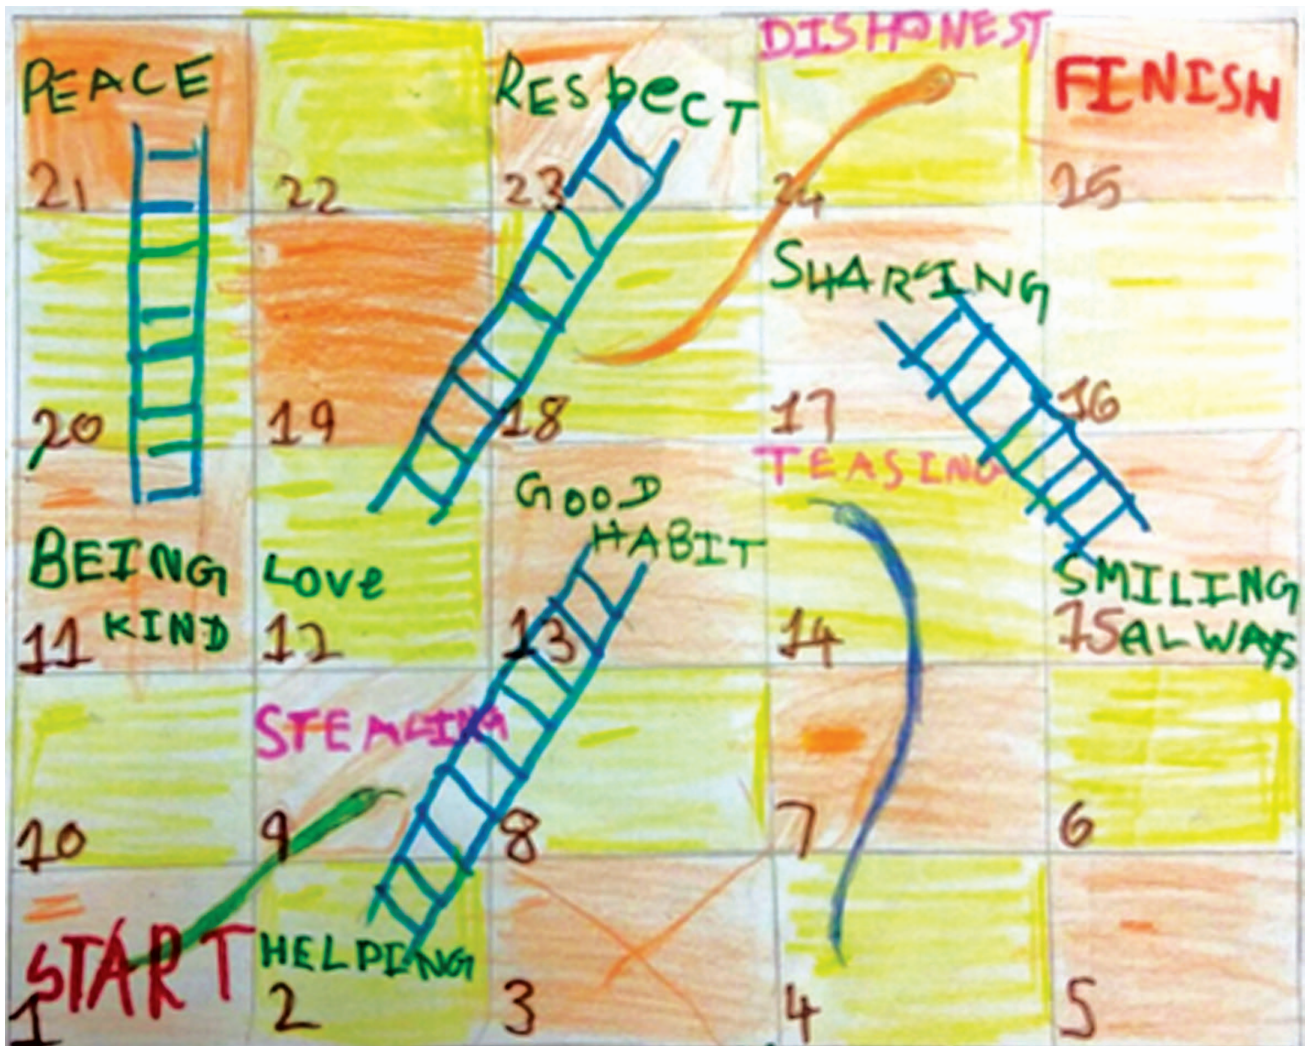 PEACE
RESPECT
DISHONEST
FINISH
21
22
23
24
25
SHARING
20
19
18
17
16
GOOD
HABIT
TEASING
BEING
KIND
LOVE
SMILING
ALWAYS
11
12
13
14
15
STEALING
10
9
8
7
6
START
HELPING
1
2
3
4
5